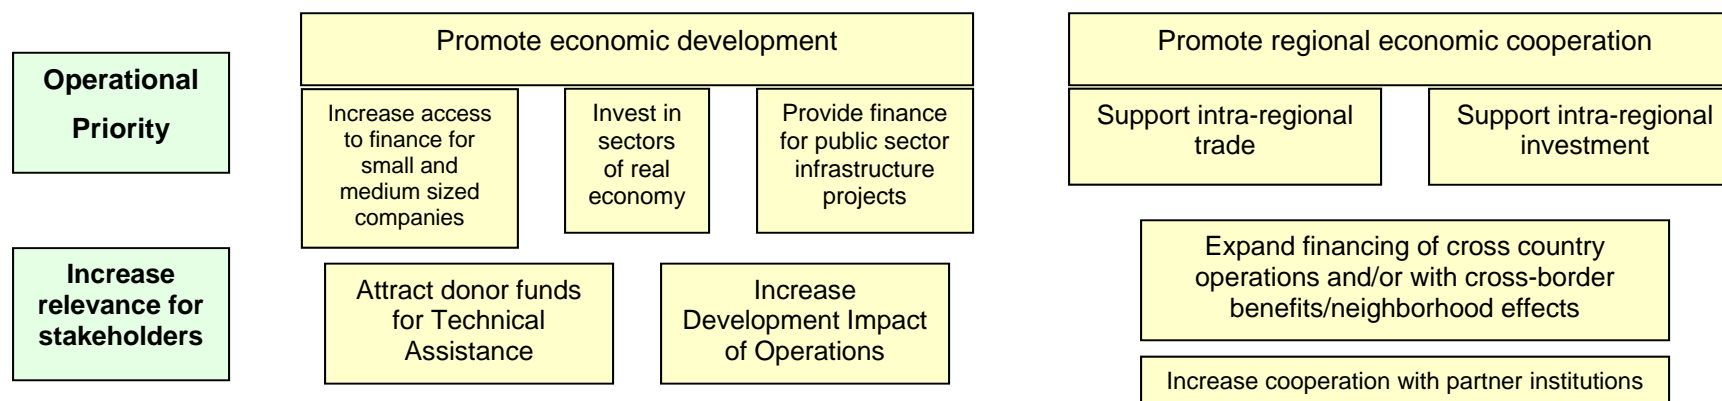 Operational
Priority
Promote economic development
Increase access
to finance for
small and
medium sized
companies
Invest in
sectors
of real
economy
Provide finance
for public sector
infrastructure
projects
Promote regional economic cooperation
Support intra-regional
trade
Support intra-regional
investment
Increase
relevance for
stakeholders
Attract donor funds
for Technical
Assistance
Increase
Development Impact
of Operations
Expand financing of cross country
operations and/or with cross-border
benefits/neighborhood effects
Increase cooperation with partner institutions